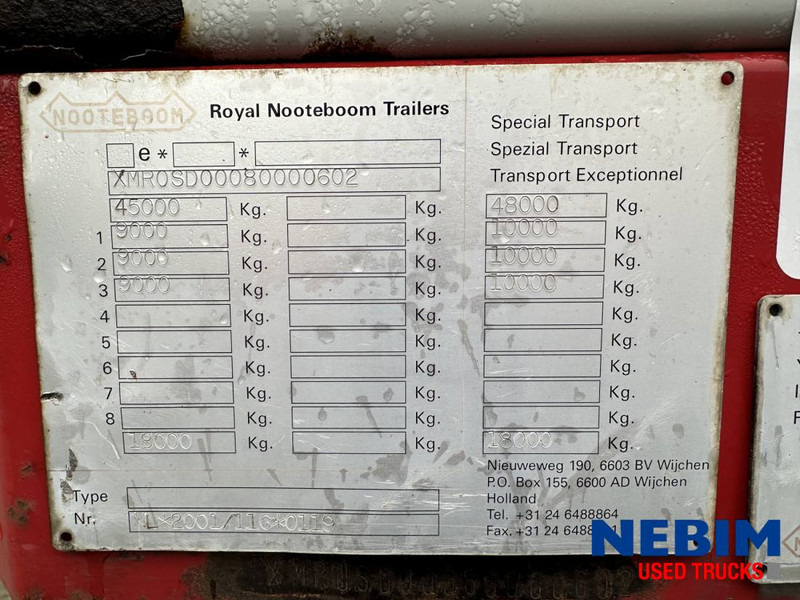 NOOTEBOOM
Royal Nooteboom Trailers
Special Transport
Spezial Transport
Transport Exceptionnel
e* *
XMR0SD00080000602
45000 Kg. Kg. 48000 Kg.
1 9000 Kg. Kg. 10000 Kg.
2 9000 Kg. Kg. 10000 Kg.
3 9000 Kg. Kg. 10000 Kg.
4 Kg. Kg. Kg.
5 Kg. Kg. Kg.
6 Kg. Kg. Kg.
7 Kg. Kg. Kg.
8 Kg. Kg. Kg.
18000 Kg. Kg. 18000 Kg.
Nieuweweg 190, 6603 BV Wijchen
P.O. Box 155, 6600 AD Wijchen
Holland
Tel. +31 24 6488864
Fax. +31 24
Type
Nr.
NEBIM
USED TRUCKS